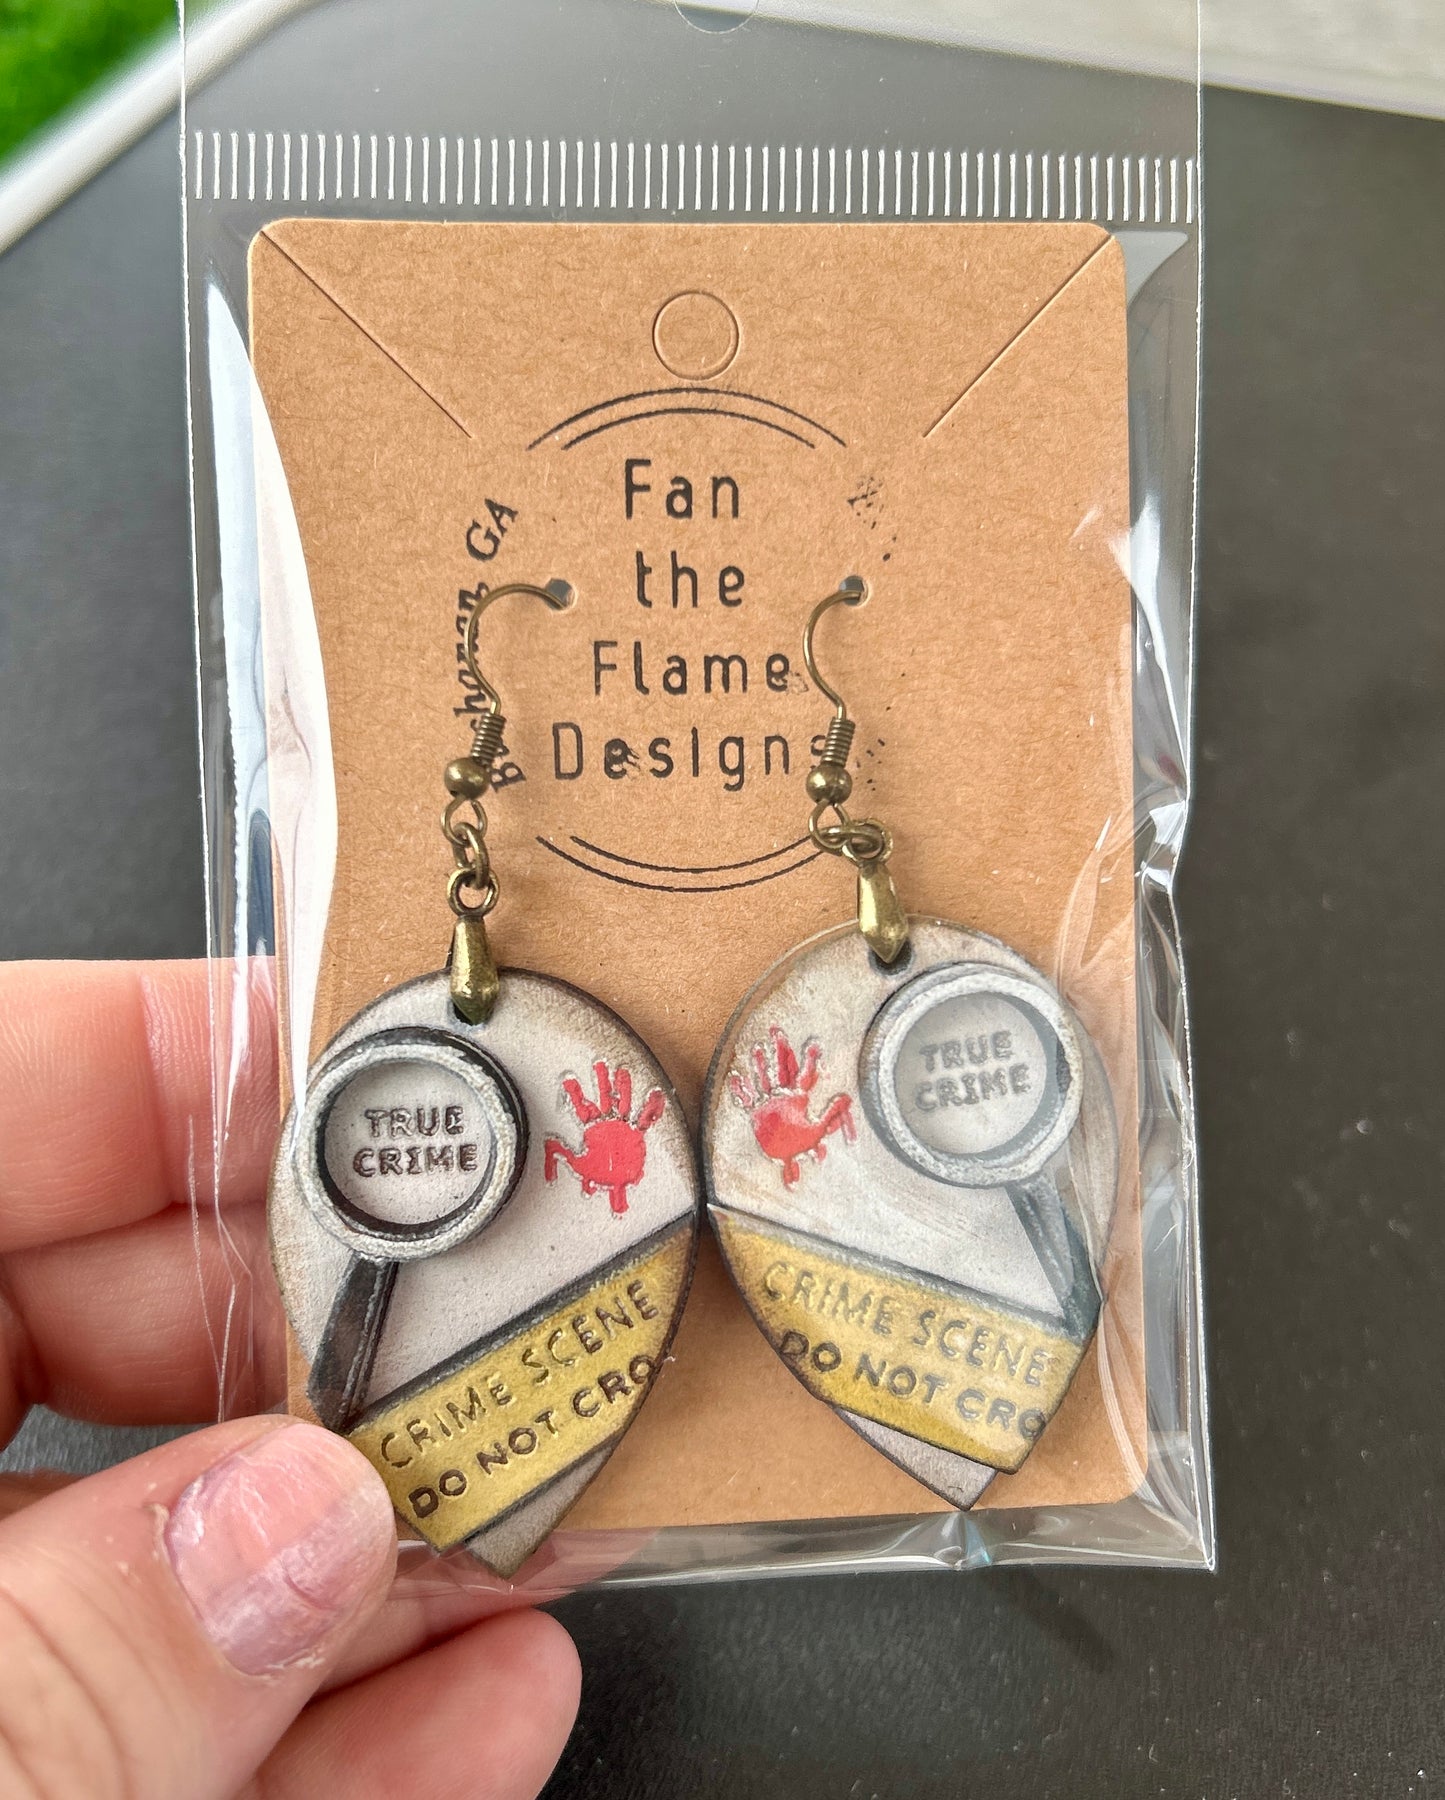 Fan
the
Flame
Designs
Buchanan, GA
TRUE
CRIME
CRIME SCENE
DO NOT CRO
TRUE
CRIME
CRIME SCENE
DO NOT CRO